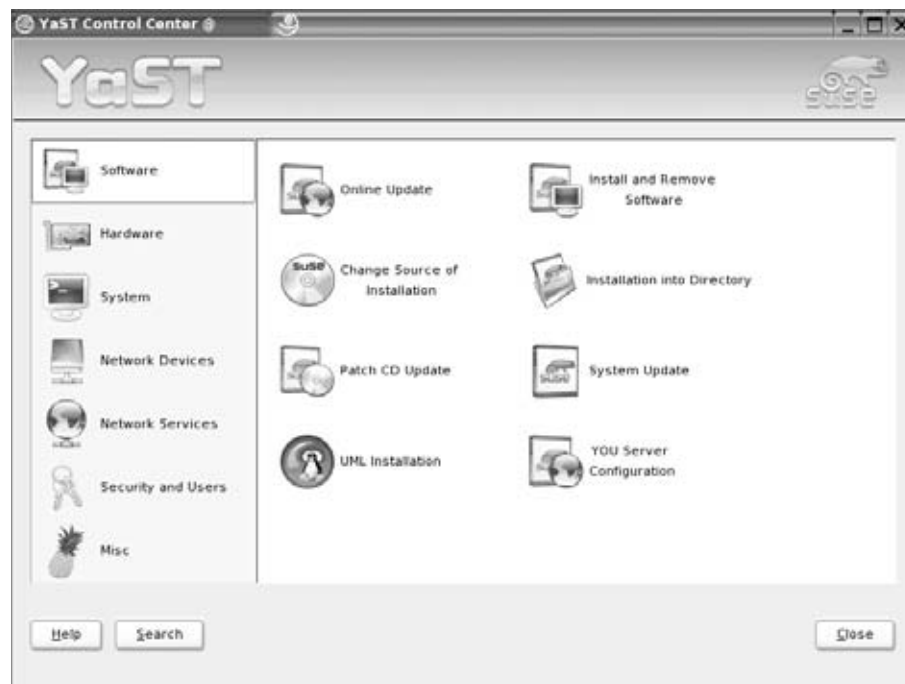 YaST Control Center
YaST
SUSE
Software
Hardware
System
Network Devices
Network Services
Security and Users
Misc
Online Update
Install and Remove
Software
SUSE
Change Source of
Installation
Installation into Directory
Patch CD Update
System Update
UML Installation
YOU Server
Configuration
Help
Search
Close